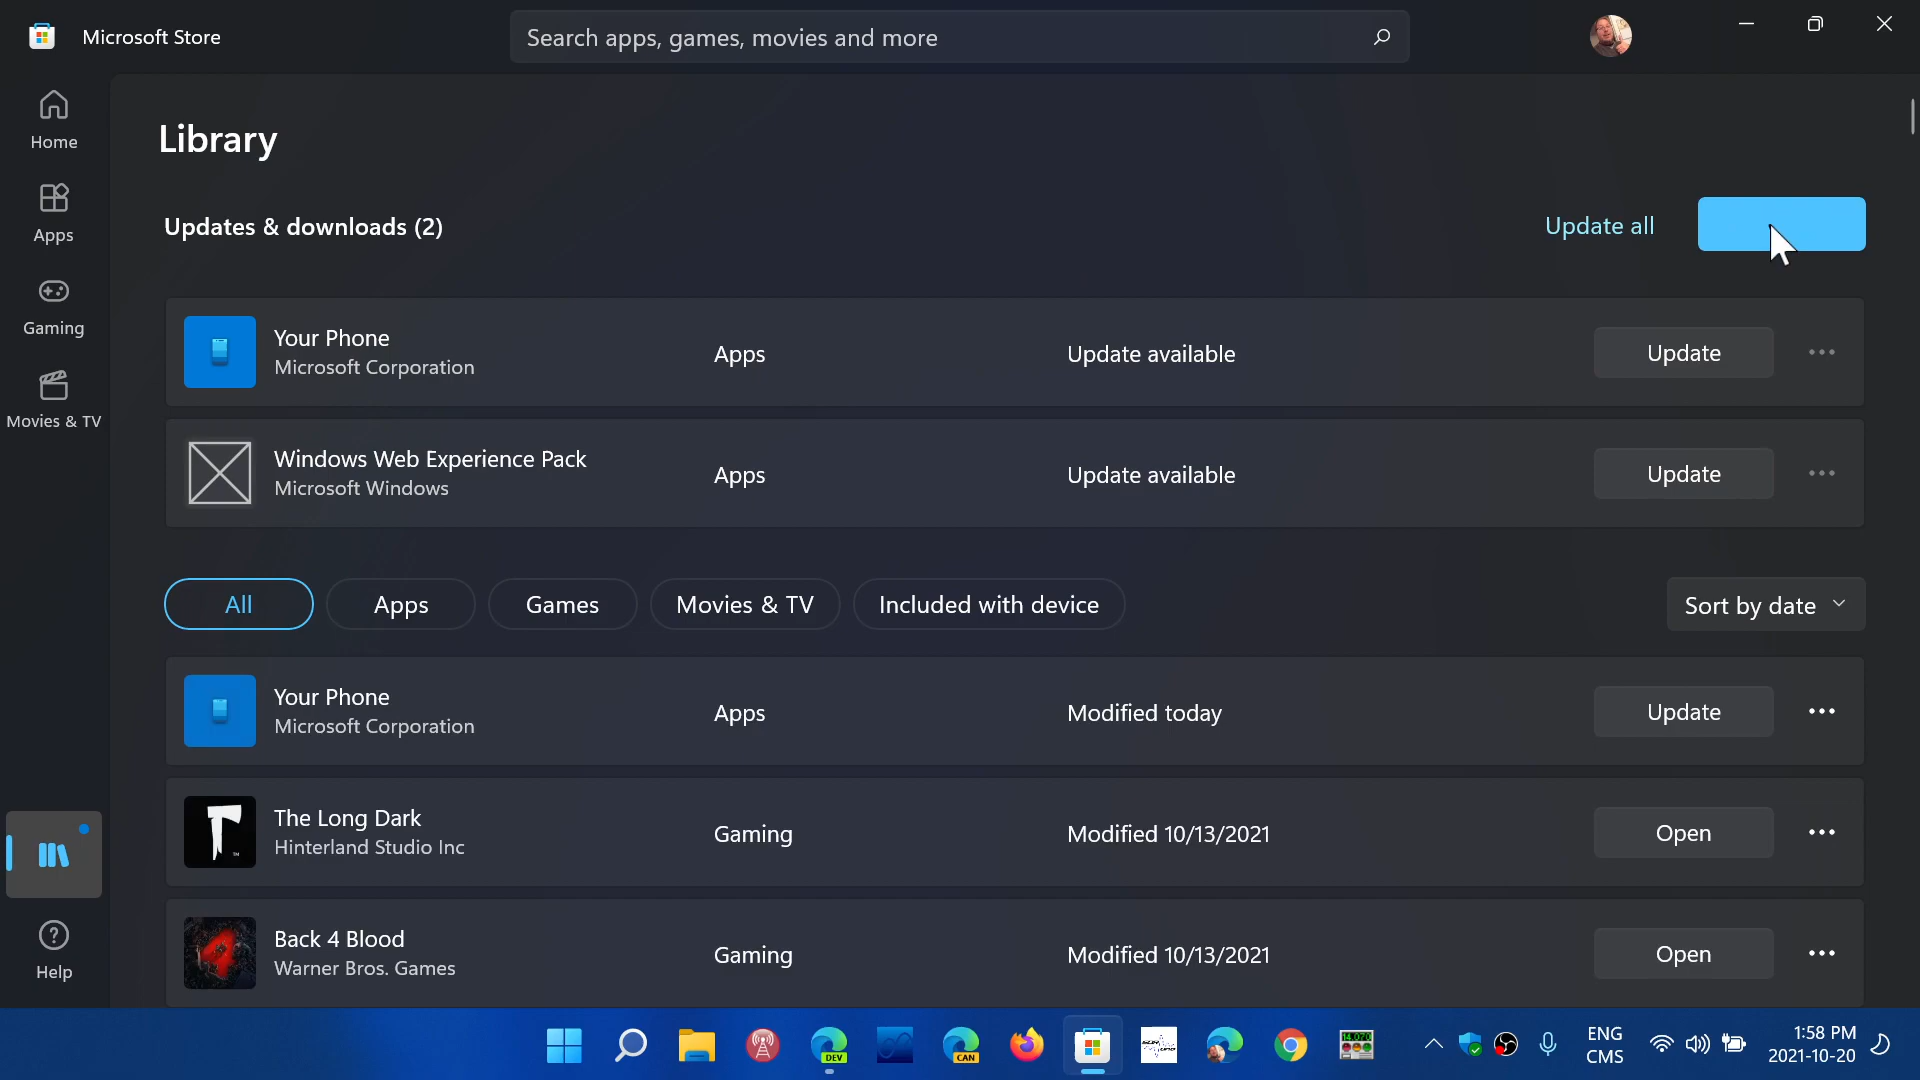 Microsoft Store
Search apps, games, movies and more
Home
Apps
Gaming
Movies & TV
Help
Library
Updates & downloads (2)
Update all
Your Phone
Microsoft Corporation
Apps
Update available
Update
Windows Web Experience Pack
Microsoft Windows
Apps
Update available
Update
All
Apps
Games
Movies & TV
Included with device
Sort by date
Your Phone
Microsoft Corporation
Apps
Modified today
Update
The Long Dark
Hinterland Studio Inc
Gaming
Modified 10/13/2021
Open
Back 4 Blood
Warner Bros. Games
Gaming
Modified 10/13/2021
Open
DEV
CAN
ENG
CMS
1:58 PM
2021-10-20